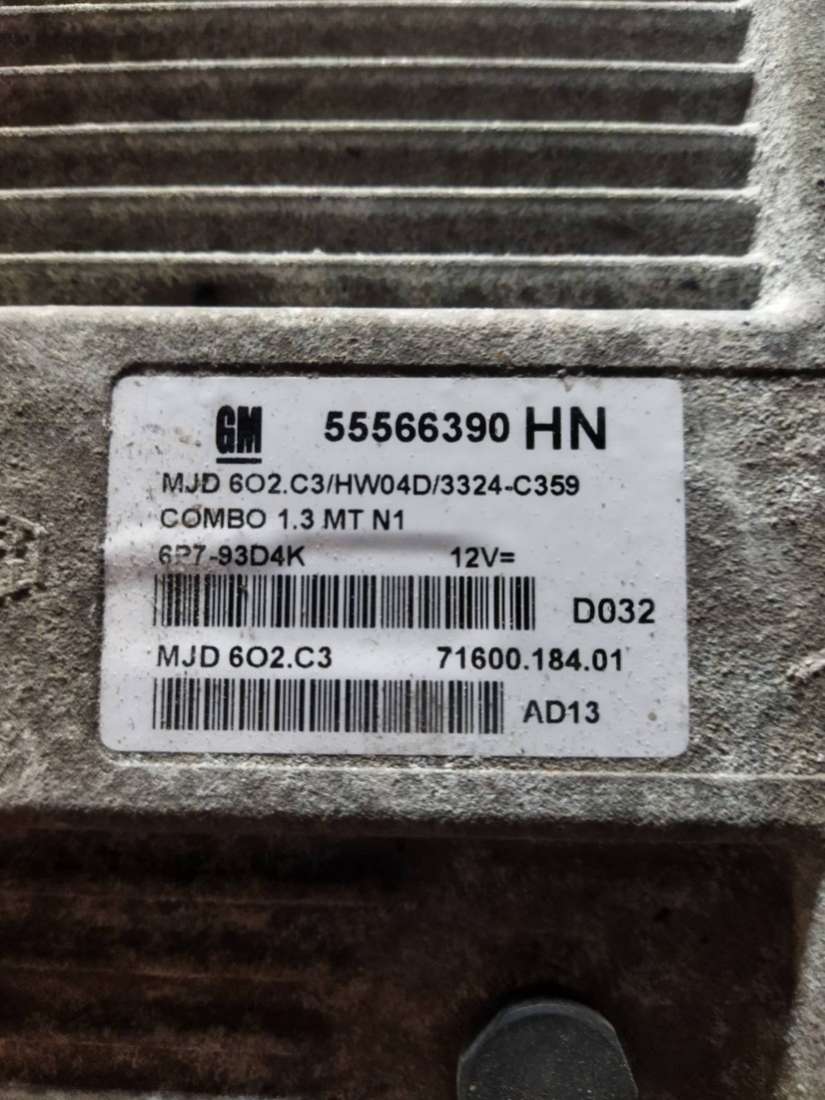 GM 55566390 HN
MJD 6O2.C3/HW04D/3324-C359
COMBO 1.3 MT N1
6P7-93D4K 12V=
D032
MJD 6O2.C3 71600.184.01
AD13